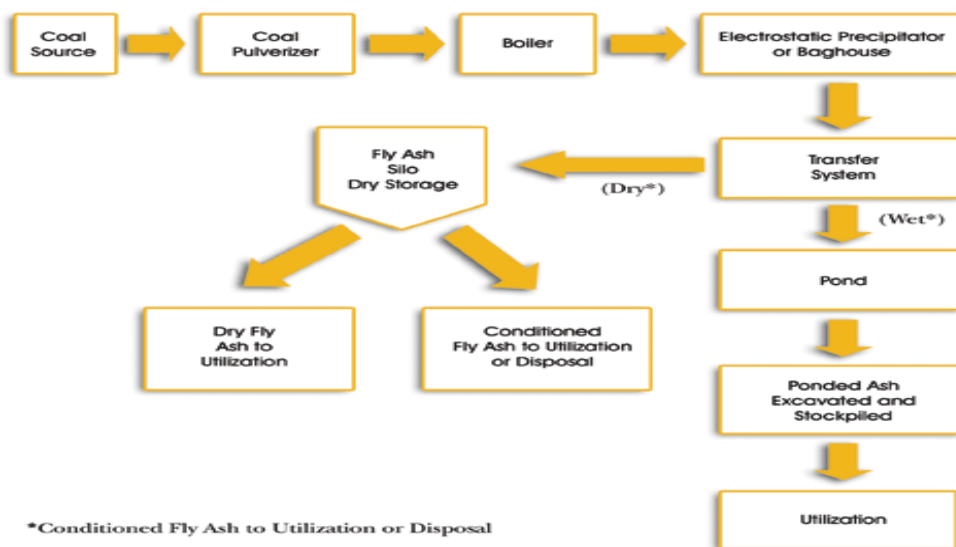 Coal
Source
Coal
Pulverizer
Boiler
Electrostatic Precipitator
or Baghouse
Fly Ash
Silo
Dry Storage
(Dry*)
Transfer
System
(Wet*)
Pond
Dry Fly
Ash to
Utilization
Conditioned
Fly Ash to Utilization
or Disposal
Ponded Ash
Excavated and
Stockpiled
Utilization
*Conditioned Fly Ash to Utilization or Disposal